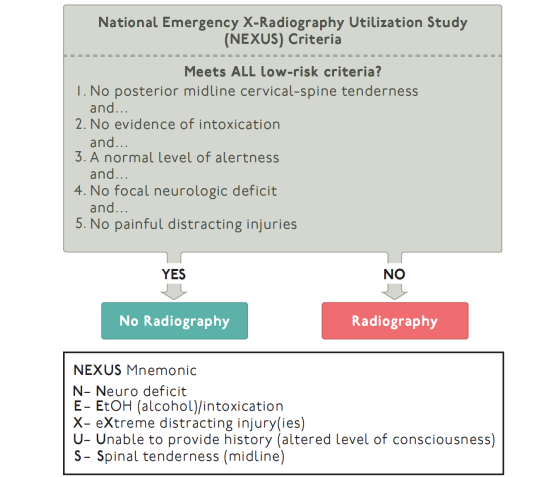 National Emergency X-Radiography Utilization Study
(NEXUS) Criteria
Meets ALL low-risk criteria?
1. No posterior midline cervical-spine tenderness
and...
2. No evidence of intoxication
and...
3. A normal level of alertness
and...
4. No focal neurologic deficit
and...
5. No painful distracting injuries
YES
NO
No Radiography
Radiography
NEXUS Mnemonic
N– Neuro deficit
E– EtOH (alcohol)/intoxication
X– eXtreme distracting injury(ies)
U– Unable to provide history (altered level of consciousness)
S– Spinal tenderness (midline)